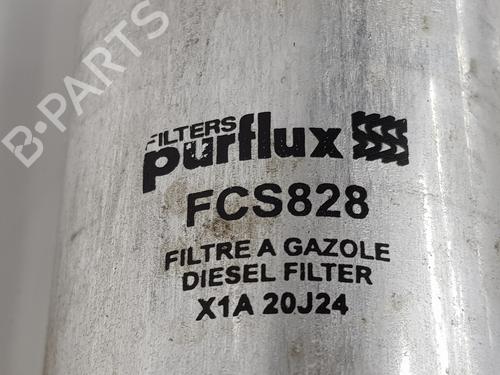 B-PARTS
FILTERS
purflux
FCS828
FILTRE A GAZOLE
DIESEL FILTER
X1A 20J24